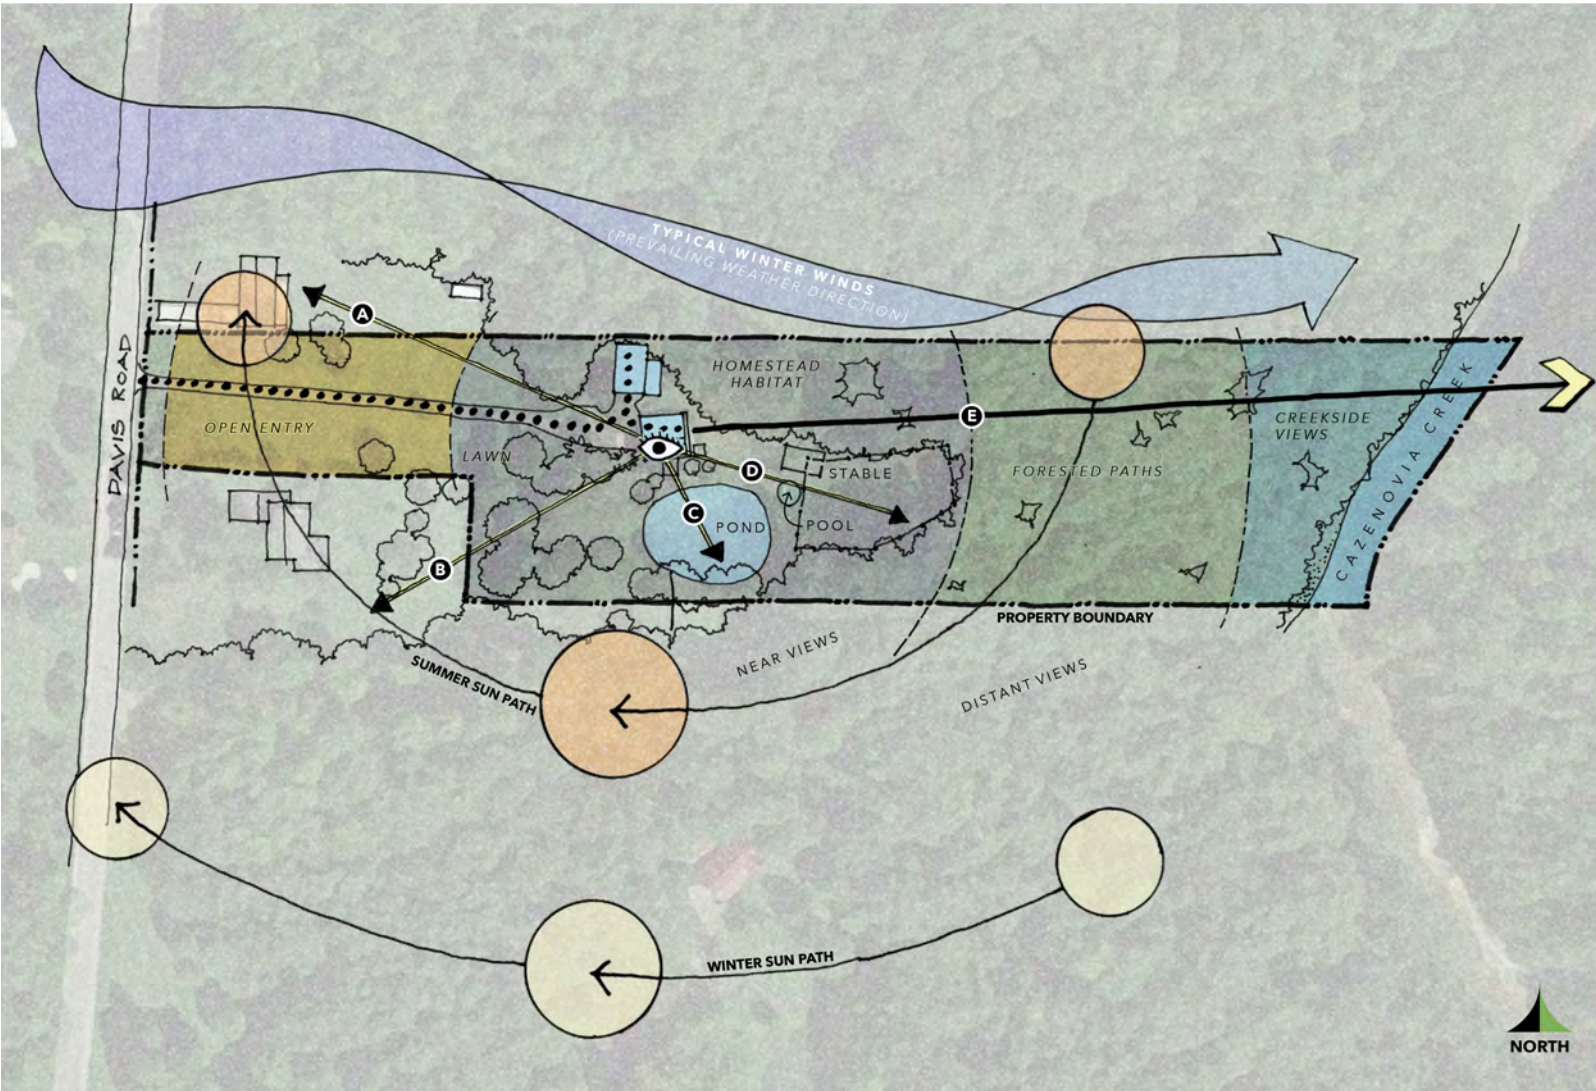 TYPICAL WINTER WINDS
(PREVAILING WEATHER DIRECTION)
A
DAVIS ROAD
HOMESTEAD
HABITAT
E
OPEN ENTRY
LAWN
CREEKSIDE
VIEWS
D
STABLE
FORESTED PATHS
C
POND
POOL
B
CAZENOVIA CREEK
PROPERTY BOUNDARY
NEAR VIEWS
SUMMER SUN PATH
DISTANT VIEWS
WINTER SUN PATH
NORTH